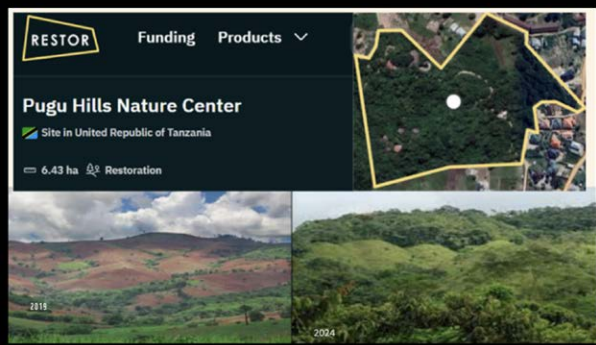 RESTOR
Funding Products
Pugu Hills Nature Center
Site in United Republic of Tanzania
6.43 ha Restoration
2019
2024